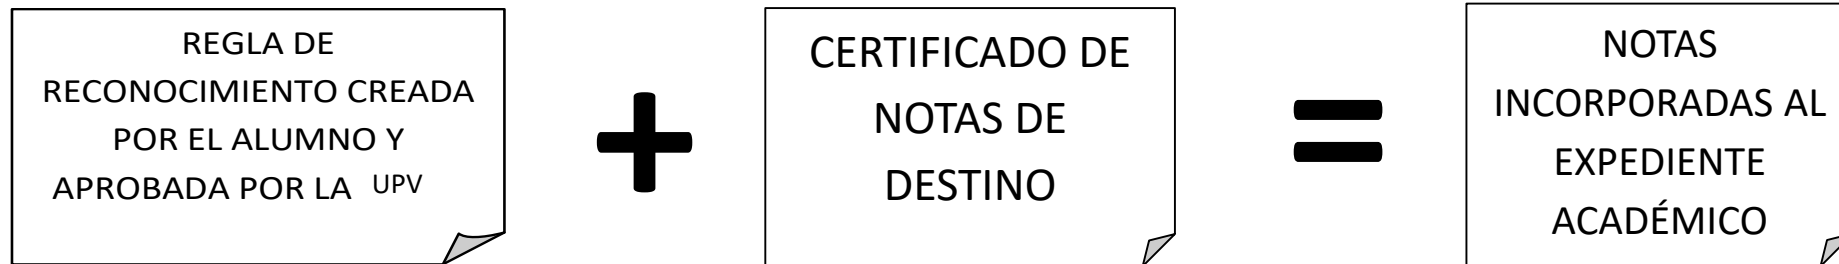 REGLA DE
RECONOCIMIENTO CREADA
POR EL ALUMNO Y
APROBADA POR LA UPV
CERTIFICADO DE
NOTAS DE
DESTINO
NOTAS
INCORPORADAS AL
EXPEDIENTE
ACADÉMICO